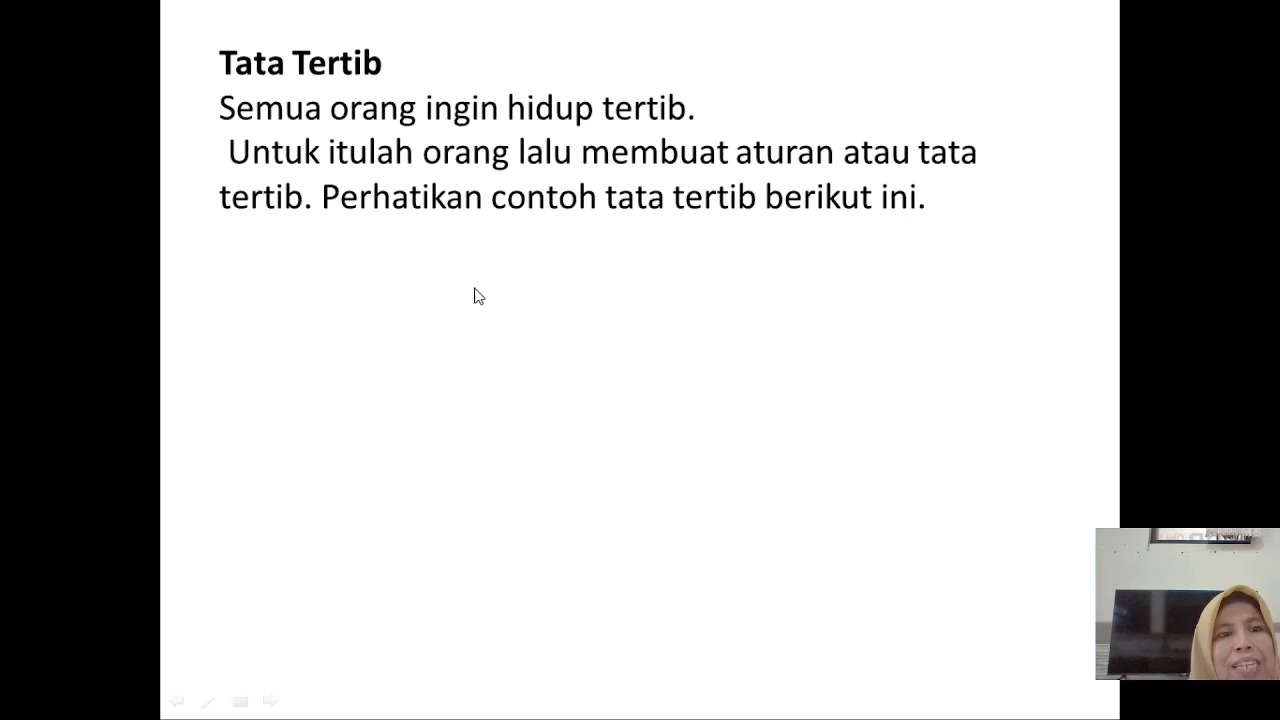 Tata Tertib
Semua orang ingin hidup tertib.
Untuk itulah orang lalu membuat aturan atau tata
tertib. Perhatikan contoh tata tertib berikut ini.